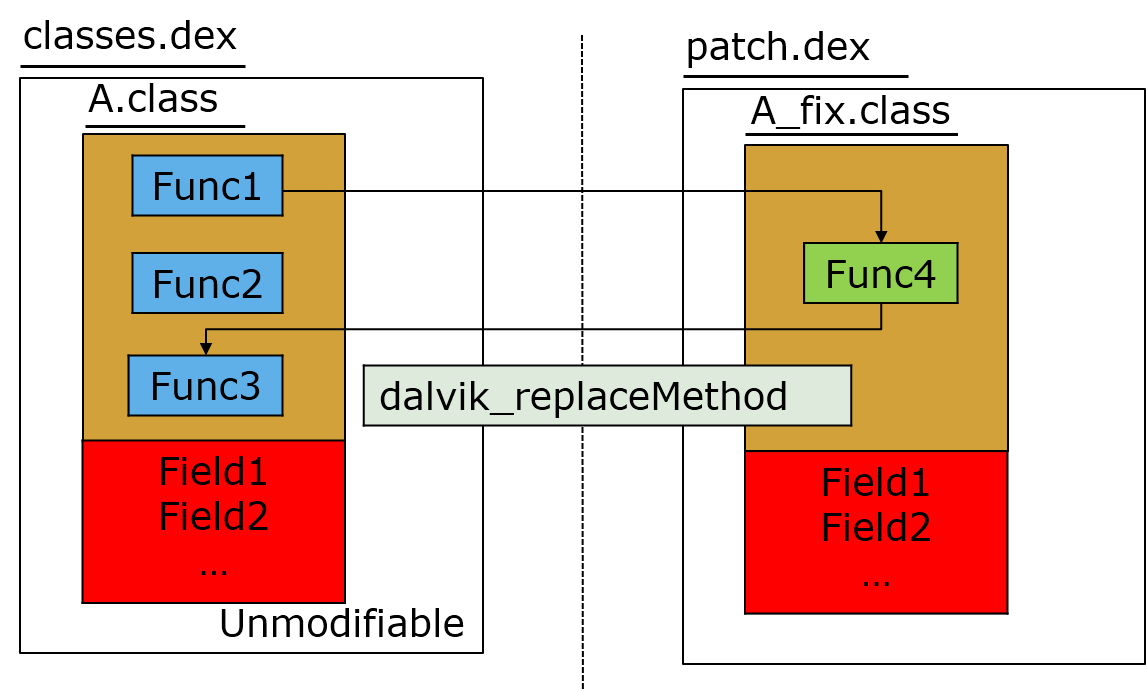 classes.dex
A.class
Func1
Func2
Func3
Field1
Field2
...
Unmodifiable
dalvik_replaceMethod
patch.dex
A_fix.class
Func4
Field1
Field2
...